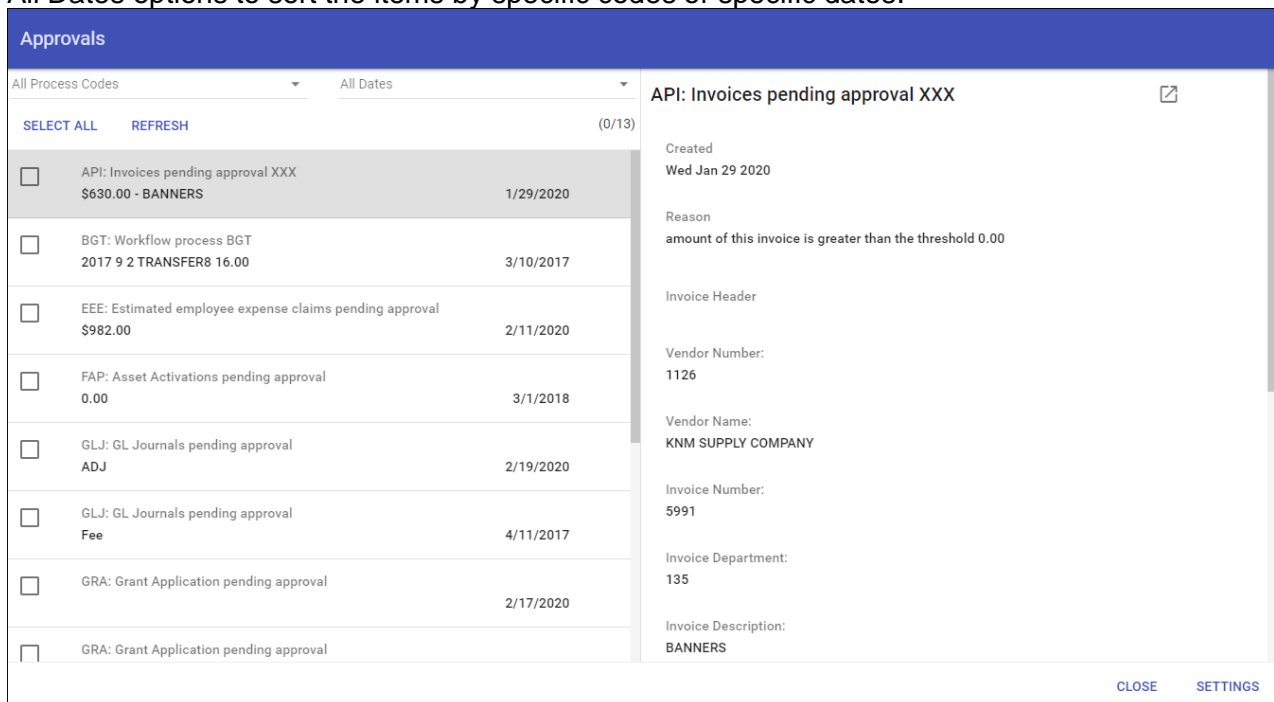 All Dates options to sort the items by specific codes or specific dates.
Approvals
All Process Codes
All Dates
SELECT ALL
REFRESH
(0/13)
API: Invoices pending approval XXX
$630.00 - BANNERS
1/29/2020
BGT: Workflow process BGT
2017 9 2 TRANSFER8 16.00
3/10/2017
EEE: Estimated employee expense claims pending approval
$982.00
2/11/2020
FAP: Asset Activations pending approval
0.00
3/1/2018
GLJ: GL Journals pending approval
ADJ
2/19/2020
GLJ: GL Journals pending approval
Fee
4/11/2017
GRA: Grant Application pending approval
2/17/2020
GRA: Grant Application pending approval
API: Invoices pending approval XXX
Created
Wed Jan 29 2020
Reason
amount of this invoice is greater than the threshold 0.00
Invoice Header
Vendor Number:
1126
Vendor Name:
KNM SUPPLY COMPANY
Invoice Number:
5991
Invoice Department:
135
Invoice Description:
BANNERS
CLOSE
SETTINGS